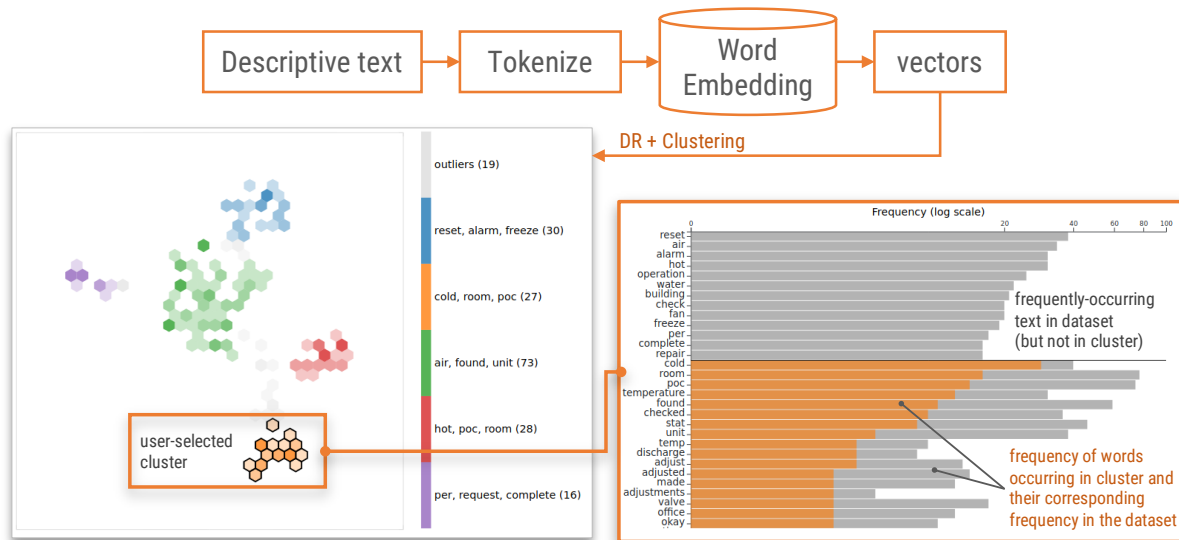 Descriptive text
Tokenize
Word
Embedding
vectors
DR + Clustering
outliers (19)
reset, alarm, freeze (30)
cold, room, poc (27)
air, found, unit (73)
hot, poc, room (28)
per, request, complete (16)
user-selected
cluster
Frequency (log scale)
0 20 40 60 80 100
reset
air
alarm
hot
operation
water
building
check
fan
freeze
per
complete
repair
cold
room
poc
temperature
found
checked
stat
unit
temp
discharge
adjust
adjusted
made
adjustments
valve
office
okay
frequently-occurring
text in dataset
(but not in cluster)
frequency of words
occurring in cluster and
their corresponding
frequency in the dataset